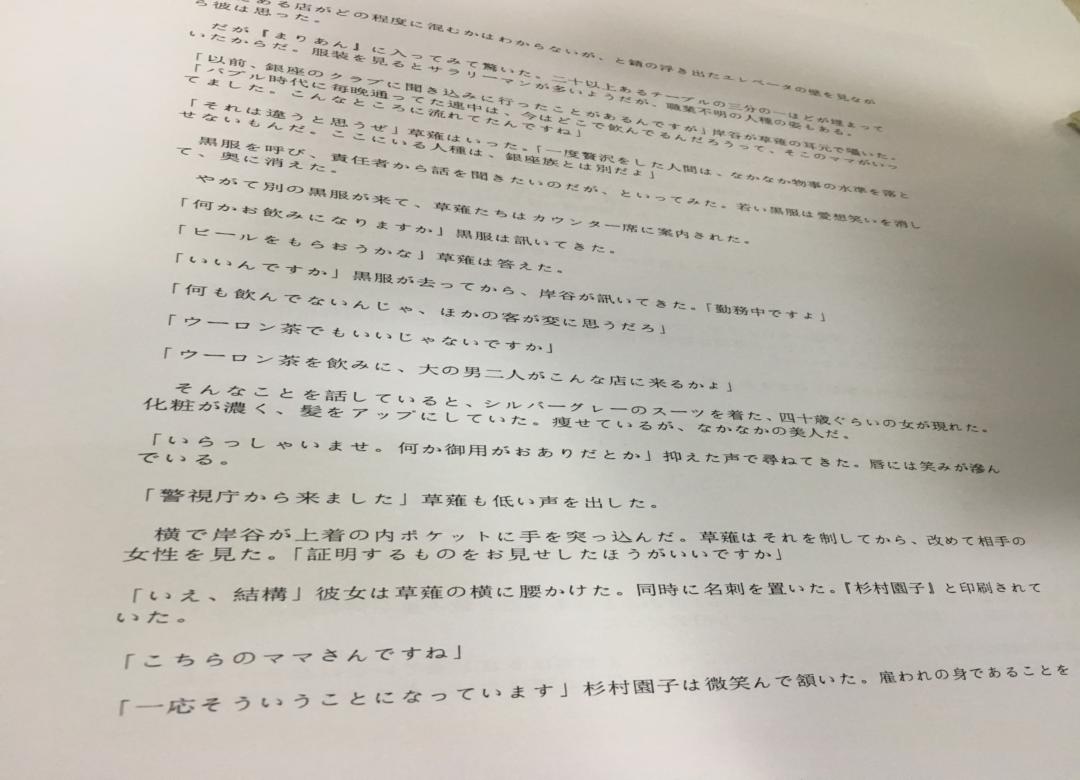 ある店がどの程度に混むかはわからないが、と錆の浮き出たエレベータの壁を見なが
ら彼は思った。
だが『まりあん』に入ってみて驚いた。二十以上あるテーブルの三分の一ほどが埋まって
いたからだ。服装を見るとサラリーマンが多いようだが、職業不明の人種の姿もある。
「以前、銀座のクラブに聞き込みに行ったことがあるんですが」岸谷が草薙の耳元で囁いた。
「バブル時代に毎晩通ってた連中は、今はどこで飲んでるんだろうって、そこのママがいっ
てました。こんなところに流れてたんですね」
「それは違うと思うぜ」草薙はいった。「一度贅沢をした人間は、なかなか物事の水準を落と
せないもんだ。ここにいる人種は、銀座族とは別だよ」
黒服を呼び、責任者から話を聞きたいのだが、といってみた。若い黒服は愛想笑いを消し
て、奥に消えた。
やがて別の黒服が来て、草薙たちはカウンター席に案内された。
「何かお飲みになりますか」黒服は訊いてきた。
「ビールをもらおうかな」草薙は答えた。
「いいんですか」黒服が去ってから、岸谷が訊いてきた。「勤務中ですよ」
「何も飲んでないんじゃ、ほかの客が変に思うだろ」
「ウーロン茶でもいいじゃないですか」
「ウーロン茶を飲みに、大の男二人がこんな店に来るかよ」
そんなことを話していると、シルバーグレーのスーツを着た、四十歳ぐらいの女が現れた。
化粧が濃く、髪をアップにしていた。痩せているが、なかなかの美人だ。
「いらっしゃいませ。何か御用がおありだとか」抑えた声で尋ねてきた。唇には笑みが滲ん
でいる。
「警視庁から来ました」草薙も低い声を出した。
横で岸谷が上着の内ポケットに手を突っ込んだ。草薙はそれを制してから、改めて相手の
女性を見た。「証明するものをお見せしたほうがいいですか」
「いえ、結構」彼女は草薙の横に腰かけた。同時に名刺を置いた。『杉村園子』と印刷されて
いた。
「こちらのママさんですね」
「一応そういうことになっています」杉村園子は微笑んで頷いた。雇われの身であることを